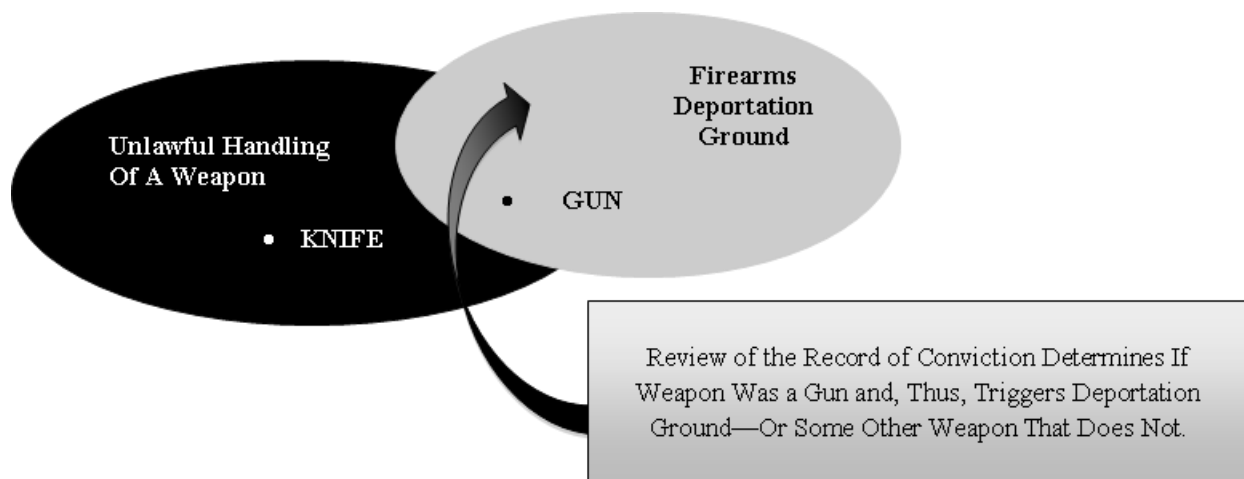 Unlawful Handling
Of A Weapon
KNIFE
Firearms
Deportation
Ground
GUN
Review of the Record of Conviction Determines If
Weapon Was a Gun and, Thus, Triggers Deportation
Ground—Or Some Other Weapon That Does Not.